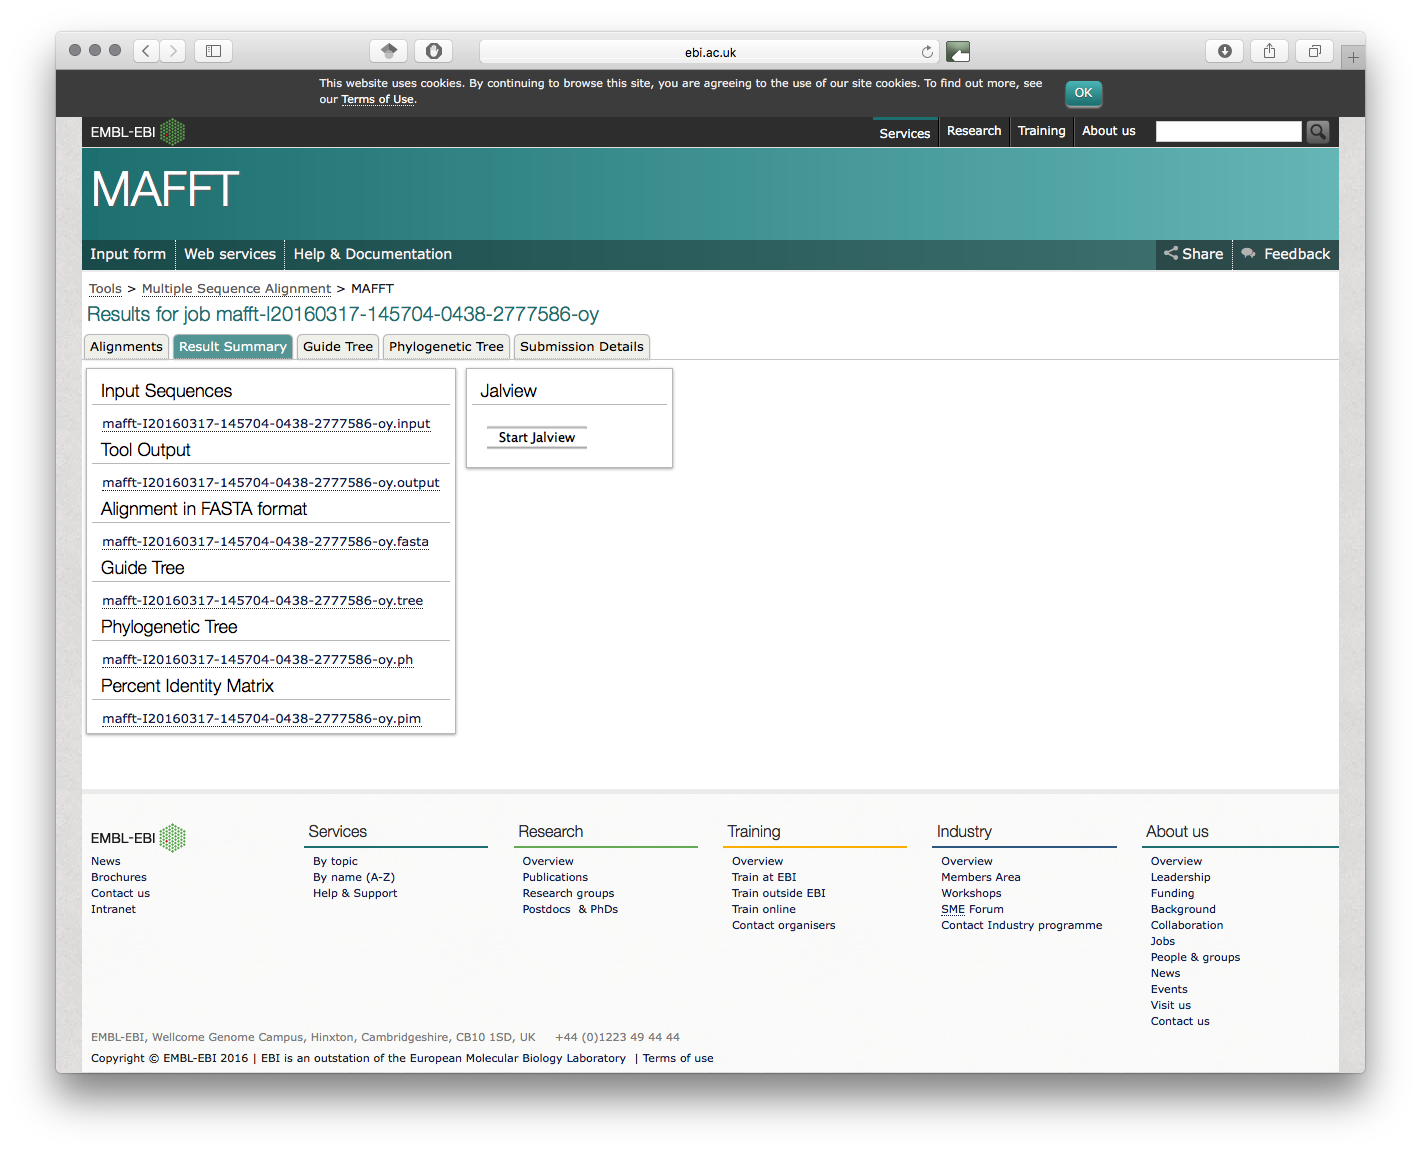 ebi.ac.uk
This website uses cookies. By continuing to browse this site, you are agreeing to the use of our site cookies. To find out more, see
our Terms of Use.
OK
EMBL-EBI
Services Research Training About us
MAFFT
Input form Web services Help & Documentation Share Feedback
Tools > Multiple Sequence Alignment > MAFFT
Results for job mafft-I20160317-145704-0438-2777586-oy
Alignments Result Summary Guide Tree Phylogenetic Tree Submission Details
Input Sequences
mafft-I20160317-145704-0438-2777586-oy.input
Tool Output
mafft-I20160317-145704-0438-2777586-oy.output
Alignment in FASTA format
mafft-I20160317-145704-0438-2777586-oy.fasta
Guide Tree
mafft-I20160317-145704-0438-2777586-oy.tree
Phylogenetic Tree
mafft-I20160317-145704-0438-2777586-oy.ph
Percent Identity Matrix
mafft-I20160317-145704-0438-2777586-oy.pim
Jalview
Start Jalview
EMBL-EBI
News
Brochures
Contact us
Intranet
Services
By topic
By name (A-Z)
Help & Support
Research
Overview
Publications
Research groups
Postdocs & PhDs
Training
Overview
Train at EBI
Train outside EBI
Train online
Contact organisers
Industry
Overview
Members Area
Workshops
SME Forum
Contact Industry programme
About us
Overview
Leadership
Funding
Background
Collaboration
Jobs
People & groups
News
Events
Visit us
Contact us
EMBL-EBI, Wellcome Genome Campus, Hinxton, Cambridgeshire, CB10 1SD, UK +44 (0)1223 49 44 44
Copyright © EMBL-EBI 2016 | EBI is an outstation of the European Molecular Biology Laboratory | Terms of use